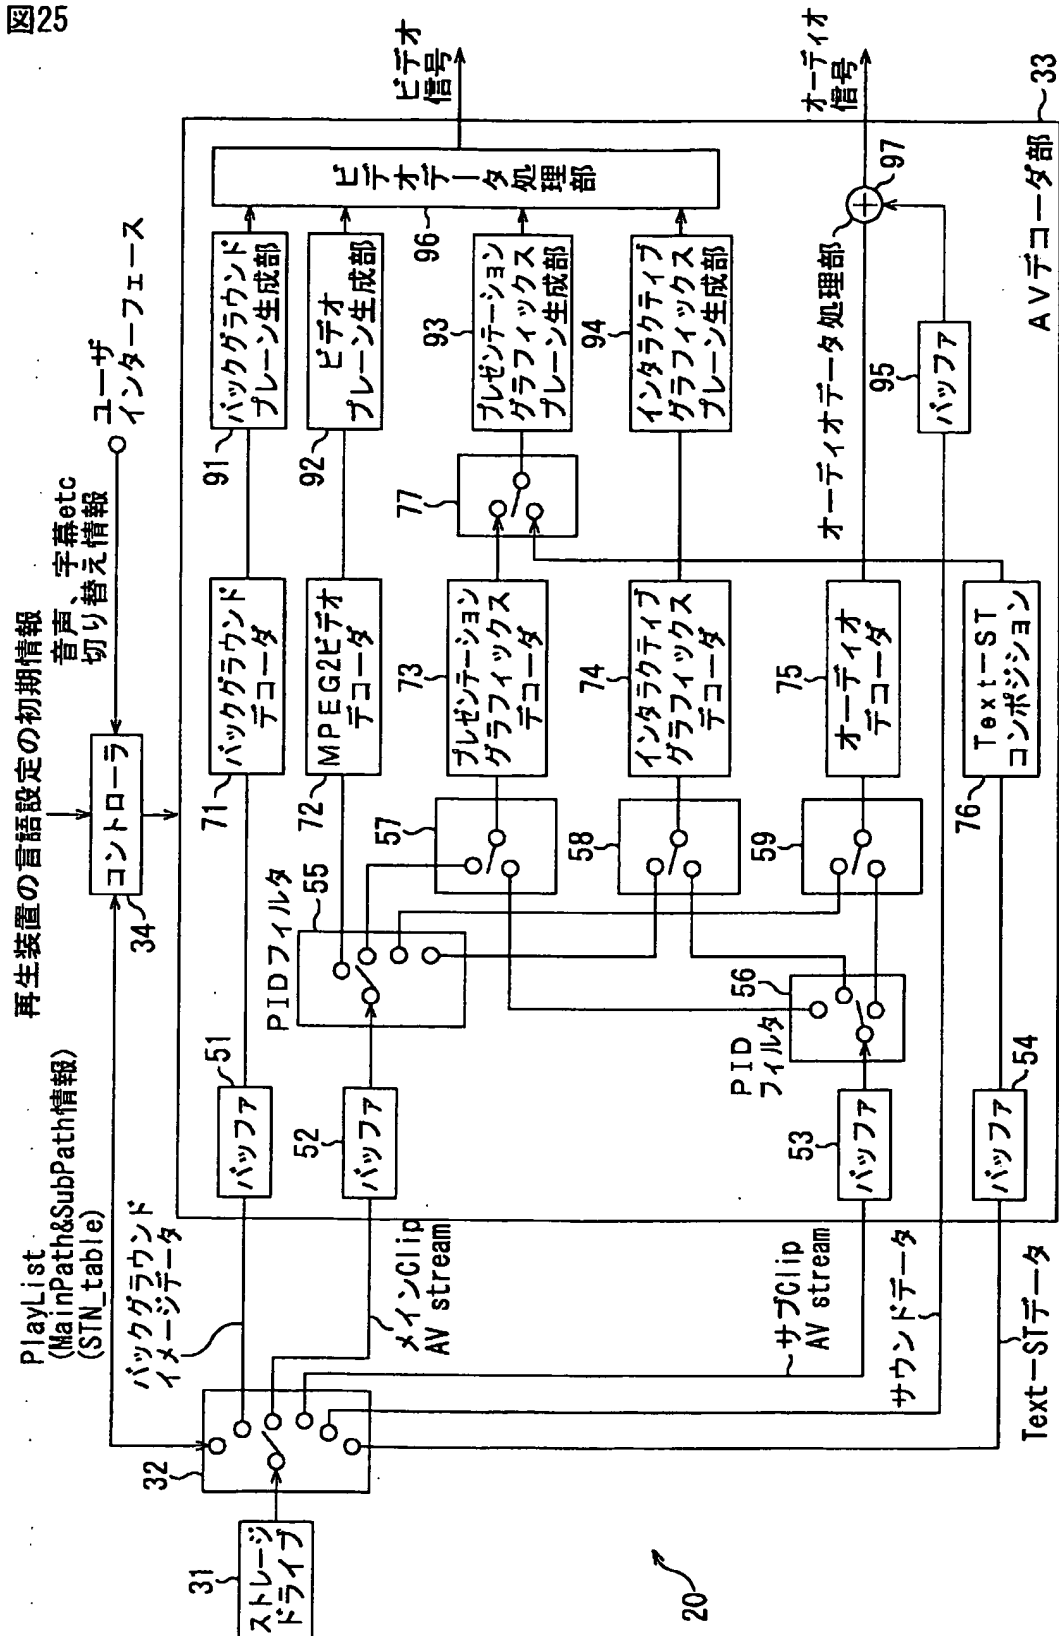 図25
再生装置の言語設定の初期情報
音声、字幕etc
切り替え情報
ユーザ
インターフェース
コントローラ
34
PlayList
(MainPath&SubPath情報)
(STN_table)
ストレージ
ドライブ
31
32
20
バックグラウンド
イメージデータ
メインClip
AV stream
サブClip
AV stream
サウンドデータ
Text-STデータ
バッファ
51
バッファ
52
バッファ
53
バッファ
54
PIDフィルタ
55
PID
フィルタ
56
57
58
59
バックグラウンド
デコーダ
71
MPEG2ビデオ
デコーダ
72
プレゼンテーション
グラフィックス
デコーダ
73
インタラクティブ
グラフィックス
デコーダ
74
オーディオ
デコーダ
75
Text-ST
コンポジション
76
77
バックグラウンド
プレーン生成部
91
ビデオ
プレーン生成部
92
プレゼンテーション
グラフィックス
プレーン生成部
93
インタラクティブ
グラフィックス
プレーン生成部
94
オーディオデータ処理部
97
バッファ
95
ビデオデータ処理部
96
ビデオ
信号
オーディオ
信号
AVデコーダ部
33